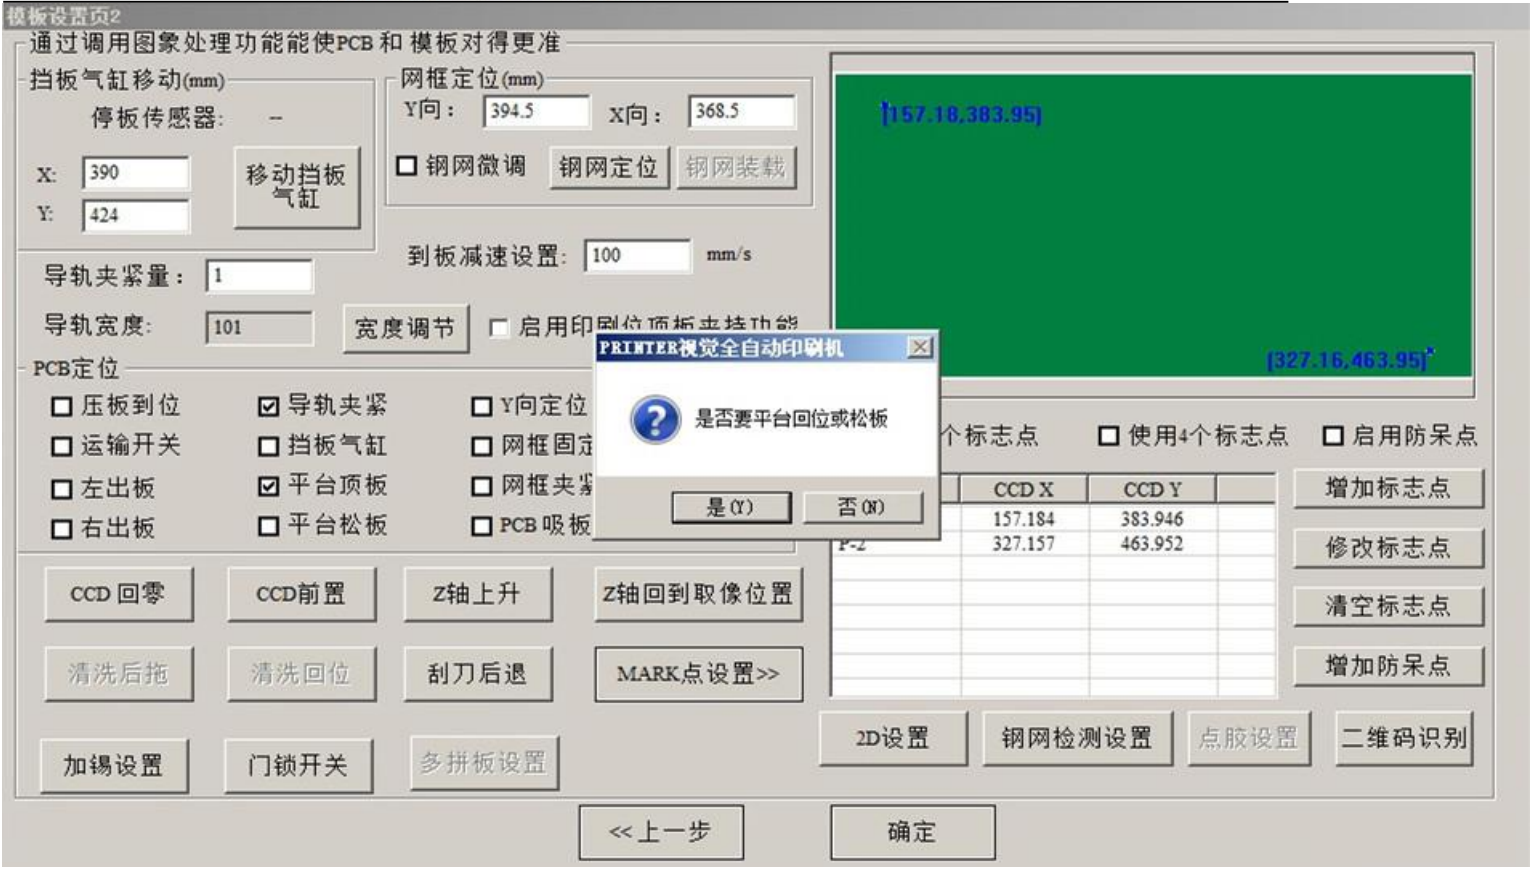 模板设置页2
通过调用图象处理功能能使PCB 和 模板对得更准
挡板气缸移动(mm)
停板传感器: --
X: 390
Y: 424
移动挡板
气缸
网框定位(mm)
Y向: 394.5 X向: 368.5
钢网微调 钢网定位 钢网装载
导轨夹紧量: 1
到板减速设置: 100 mm/s
导轨宽度: 101 宽度调节 启用印刷位顶板夹持功能
[157.18,383.95]
[327.16,463.95]
PCB定位
压板到位 导轨夹紧 Y向定位
运输开关 挡板气缸 网框固定
左出板 平台顶板 网框夹紧
右出板 平台松板 PCB 吸板
PRINTER视觉全自动印刷机
是否要平台回位或松板
是(Y) 否(N)
个标志点 使用4个标志点 启用防呆点
CCD X CCD Y
157.184 383.946
P-2 327.157 463.952
增加标志点
修改标志点
清空标志点
增加防呆点
CCD 回零 CCD前置 Z轴上升 Z轴回到取像位置
清洗后拖 清洗回位 刮刀后退 MARK点设置>>
加锡设置 门锁开关 多拼板设置
2D设置 钢网检测设置 点胶设置 二维码识别
<<上一步 确定